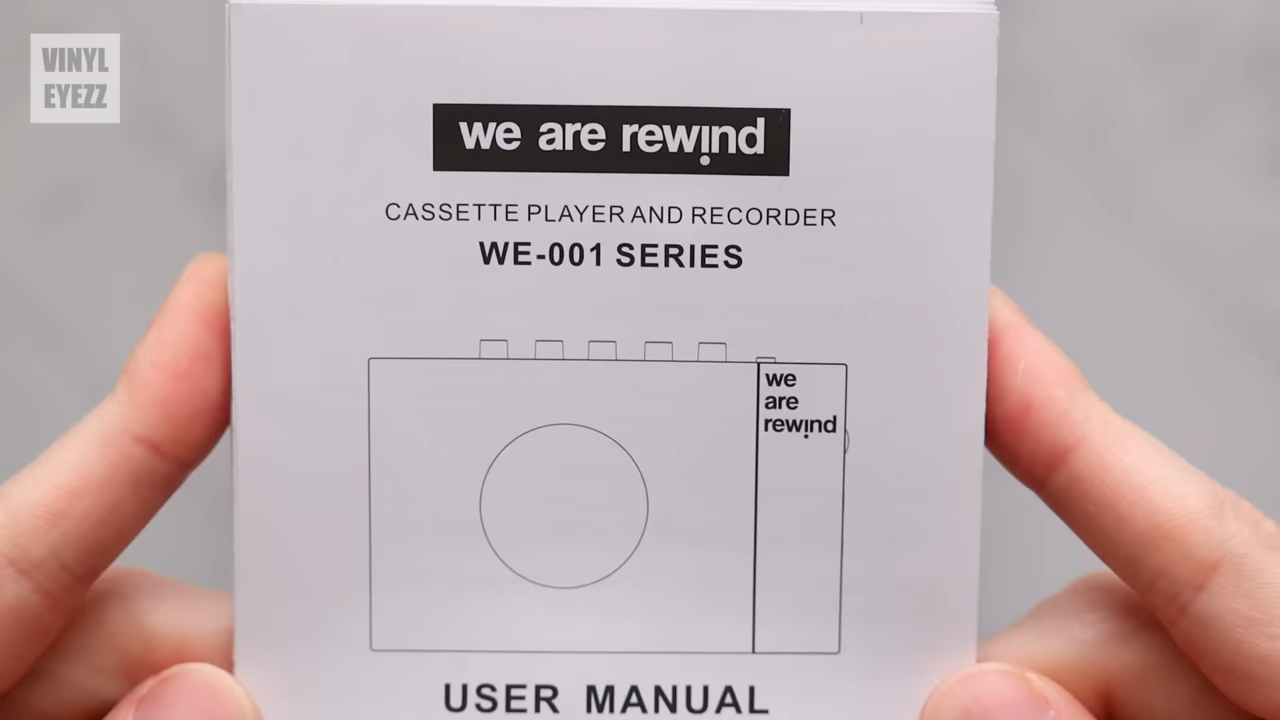 VINYL
EYEZZ
we are rewind
CASSETTE PLAYER AND RECORDER
WE-001 SERIES
we
are
rewind
USER MANUAL